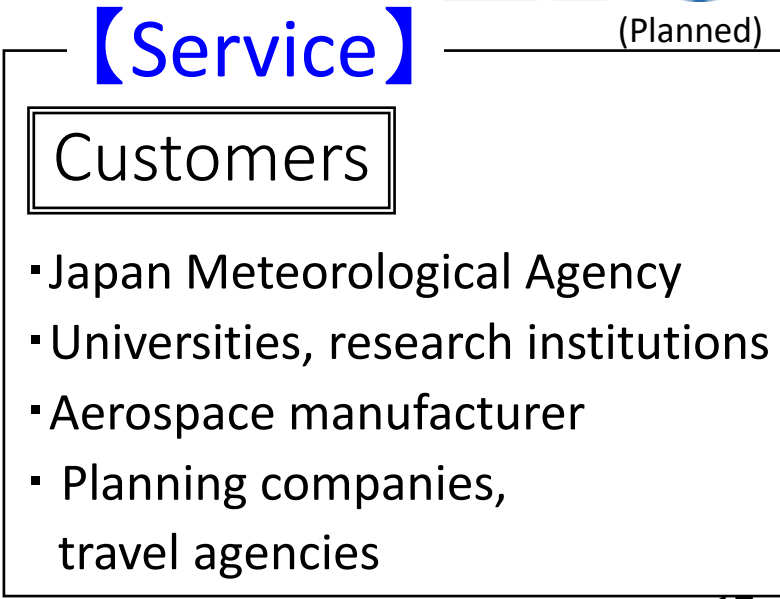 (Planned)
【Service】
Customers
▪Japan Meteorological Agency
▪Universities, research institutions
▪Aerospace manufacturer
▪ Planning companies,
travel agencies